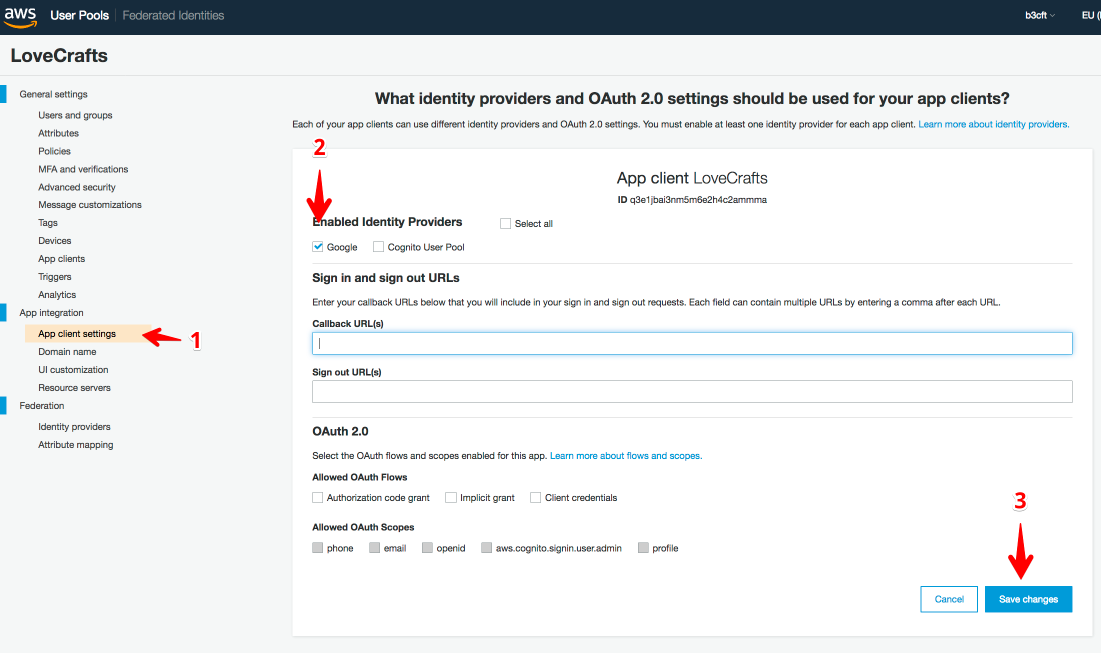 aws User Pools Federated Identities b3cft EU (
LoveCrafts
General settings
Users and groups
Attributes
Policies
MFA and verifications
Advanced security
Message customizations
Tags
Devices
App clients
Triggers
Analytics
App integration
App client settings
1
Domain name
UI customization
Resource servers
Federation
Identity providers
Attribute mapping
What identity providers and OAuth 2.0 settings should be used for your app clients?
Each of your app clients can use different identity providers and OAuth 2.0 settings. You must enable at least one identity provider for each app client. Learn more about identity providers.
2
App client LoveCrafts
ID q3e1jbai3nm5m6e2h4c2ammma
Enabled Identity Providers Select all
Google Cognito User Pool
Sign in and sign out URLs
Enter your callback URLs below that you will include in your sign in and sign out requests. Each field can contain multiple URLs by entering a comma after each URL.
Callback URL(s)
Sign out URL(s)
OAuth 2.0
Select the OAuth flows and scopes enabled for this app. Learn more about flows and scopes.
Allowed OAuth Flows
Authorization code grant Implicit grant Client credentials
Allowed OAuth Scopes
phone email openid aws.cognito.signin.user.admin profile
3
Cancel Save changes